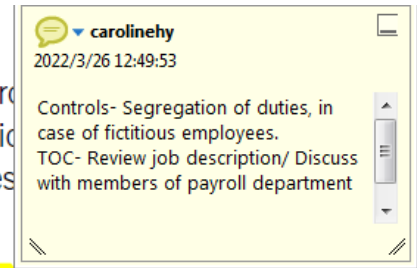 carolinehy
2022/3/26 12:49:53
Controls- Segregation of duties, in
case of fictitious employees.
TOC- Review job description/ Discuss
with members of payroll department